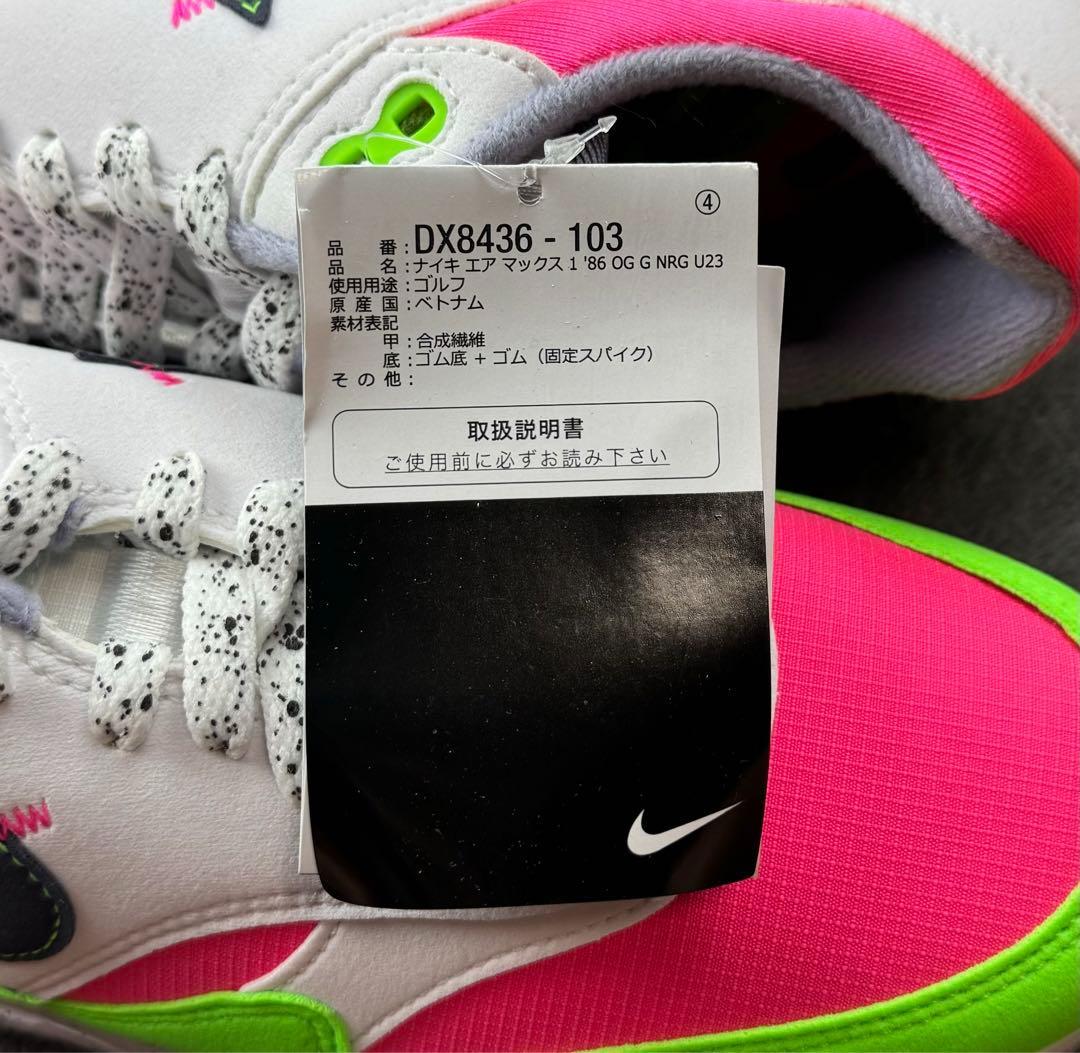 ④
品番:DX8436 - 103
品名:ナイキ エア マックス 1 '86 OG G NRG U23
使用用途:ゴルフ
原産国:ベトナム
素材表記
甲:合成繊維
底:ゴム底 + ゴム（固定スパイク）
その他:
取扱説明書
ご使用前に必ずお読み下さい